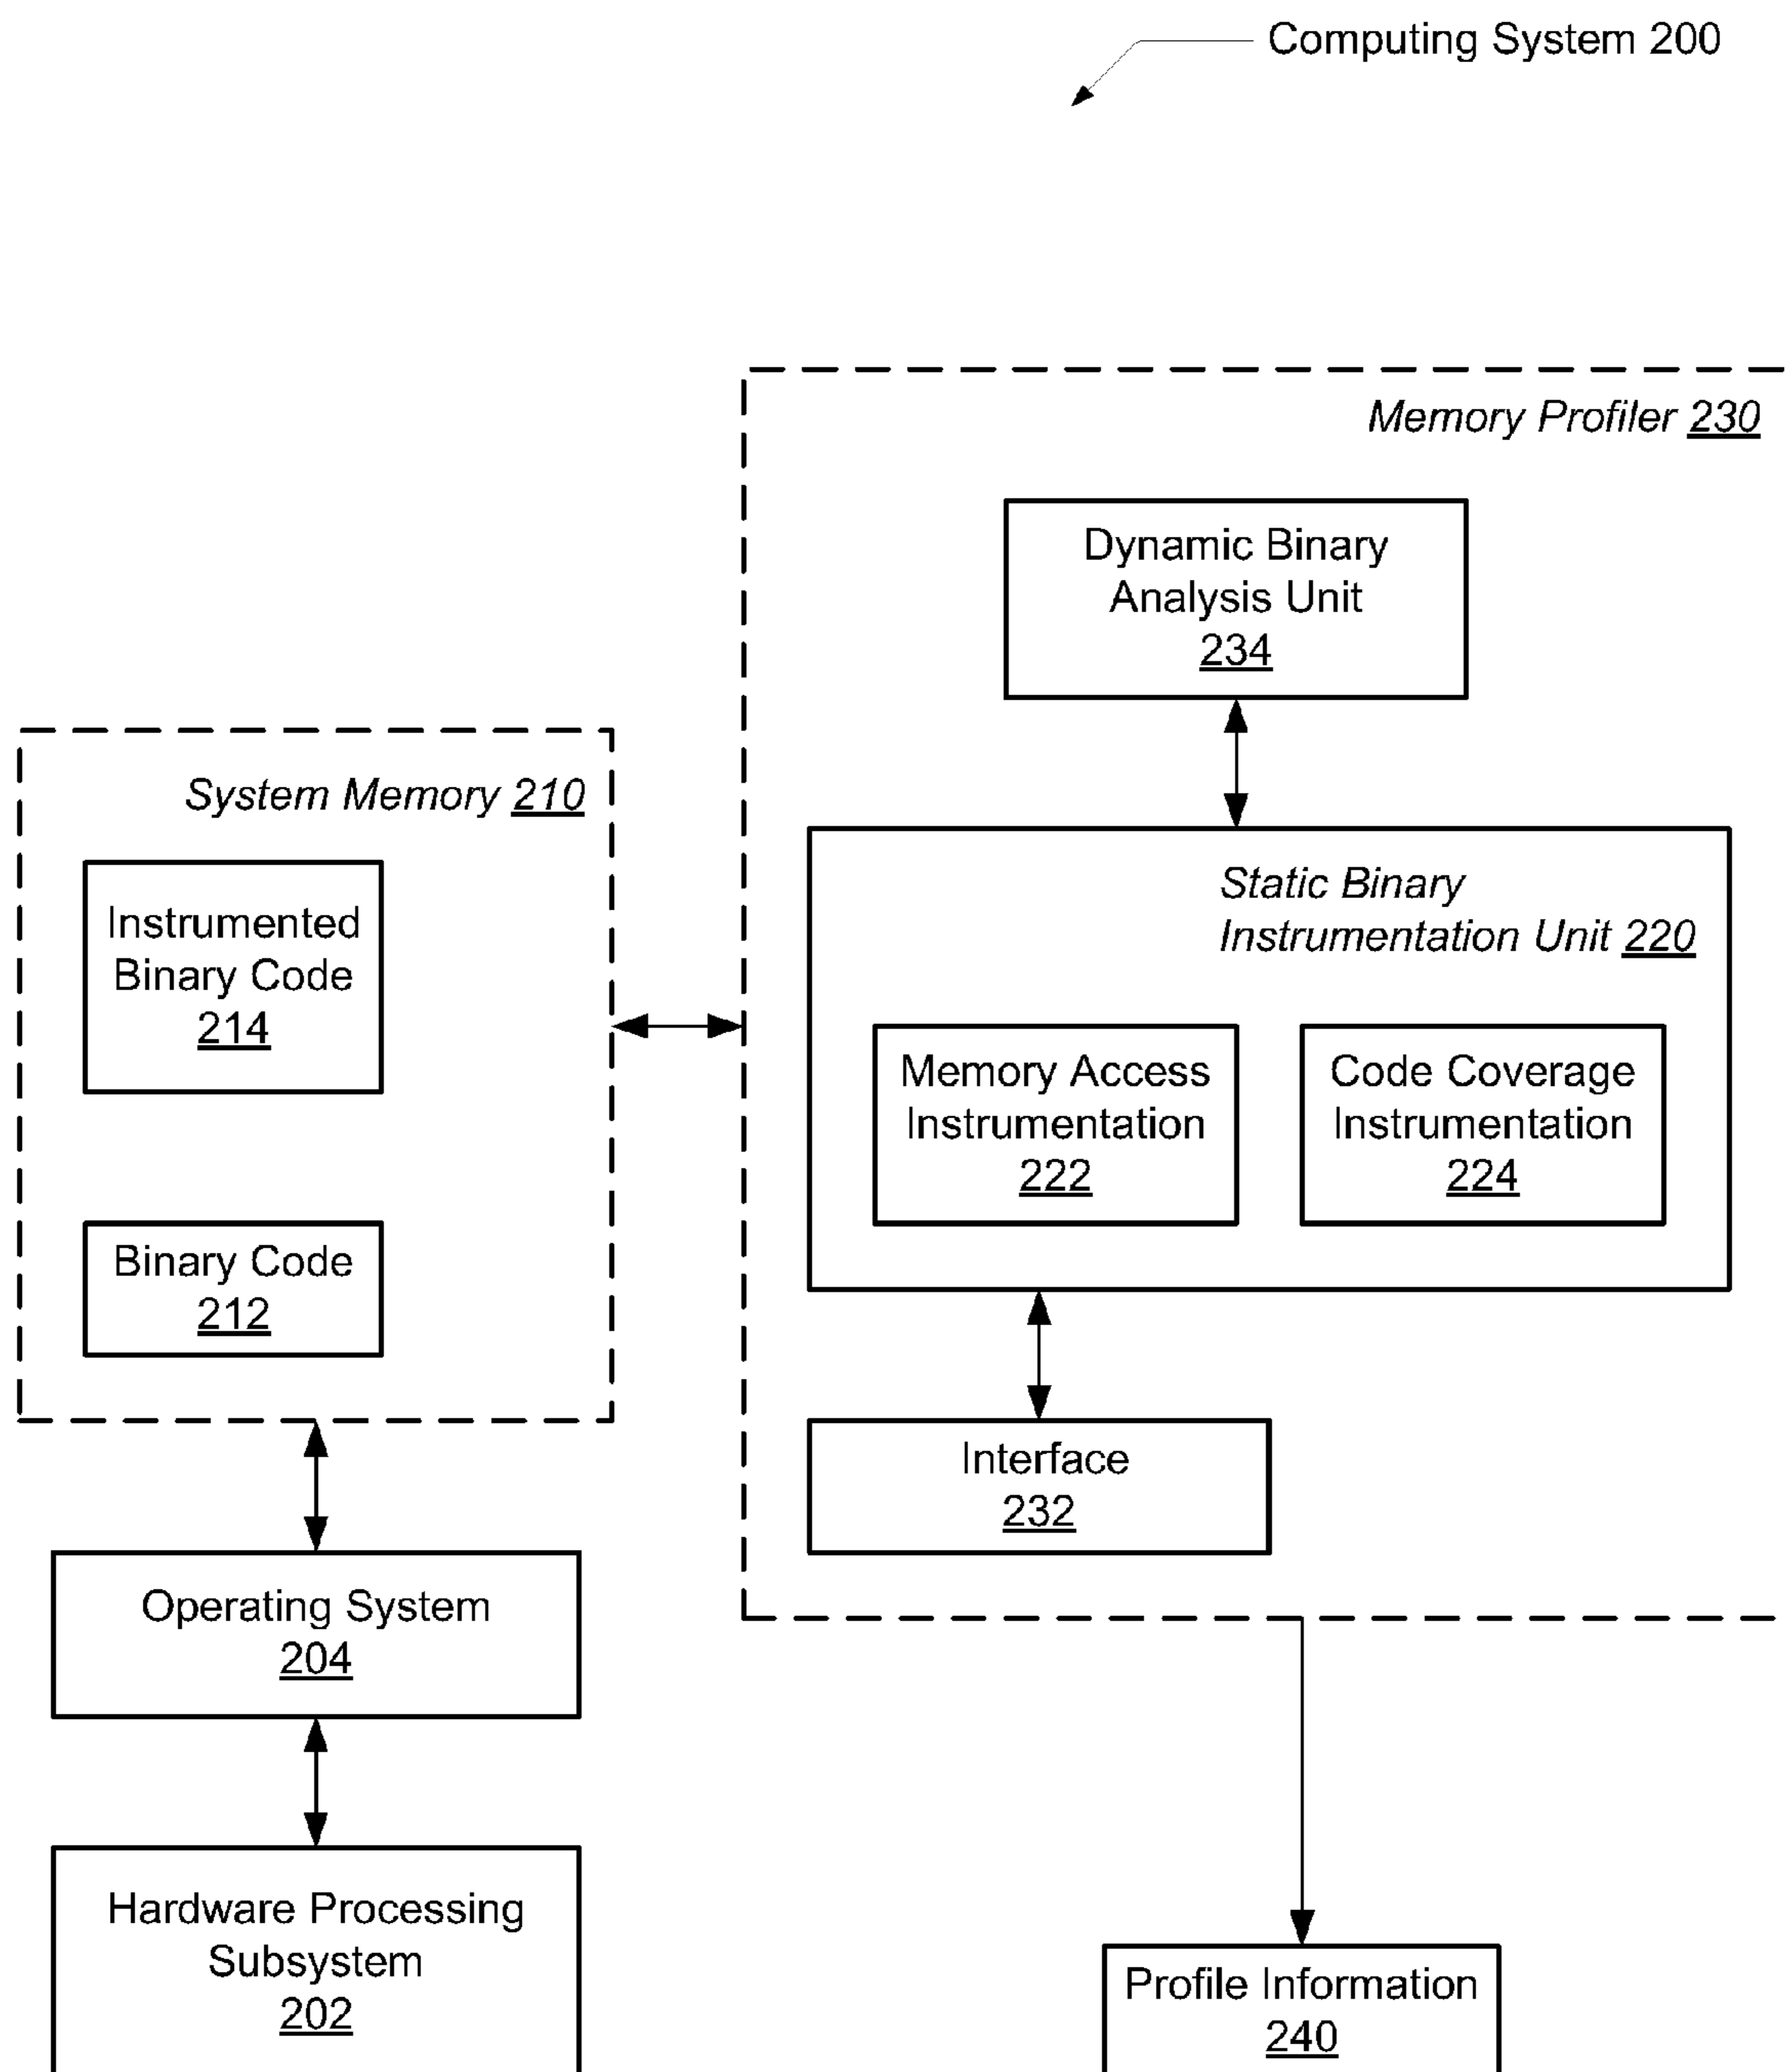 Computing System 200
Memory Profiler 230
Dynamic Binary
Analysis Unit
234
System Memory 210
Static Binary
Instrumentation Unit 220
Instrumented
Binary Code
214
Memory Access
Instrumentation
222
Code Coverage
Instrumentation
224
Binary Code
212
Interface
232
Operating System
204
Hardware Processing
Subsystem
202
Profile Information
240